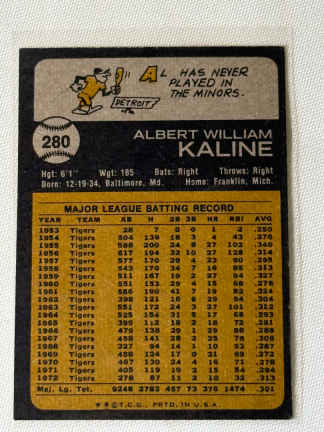 AL HAS NEVER
PLAYED IN
THE MINORS.
DETROIT
280
ALBERT WILLIAM
KALINE
Hgt: 6'1" Wgt: 185 Bats: Right Throws: Right
Born: 12-19-34, Baltimore, Md. Home: Franklin, Mich.
MAJOR LEAGUE BATTING RECORD
YEAR TEAM AB H 2B 3B HR RBI AVG
1953 Tigers 28 7 0 0 1 2 .250
1954 Tigers 504 139 18 3 4 43 .276
1955 Tigers 588 200 24 8 27 102 .340
1956 Tigers 617 194 32 10 27 128 .314
1957 Tigers 577 170 29 4 23 90 .295
1958 Tigers 543 170 34 7 16 85 .313
1959 Tigers 511 167 19 2 27 94 .327
1960 Tigers 551 153 29 4 15 68 .278
1961 Tigers 586 190 41 7 19 82 .324
1962 Tigers 398 121 16 6 29 94 .304
1963 Tigers 551 172 24 3 27 101 .312
1964 Tigers 525 154 31 5 17 68 .293
1965 Tigers 399 112 18 2 18 72 .281
1966 Tigers 479 138 29 1 29 88 .288
1967 Tigers 458 141 28 2 25 78 .308
1968 Tigers 327 94 14 1 10 53 .287
1969 Tigers 456 124 17 0 21 69 .272
1970 Tigers 467 130 24 4 16 71 .278
1971 Tigers 405 119 19 2 15 54 .294
1972 Tigers 278 87 11 2 10 32 .313
Maj. Lg. Tot. 9248 2783 457 73 376 1474 .301
**©T.C.G., PRTD. IN U.S.A.